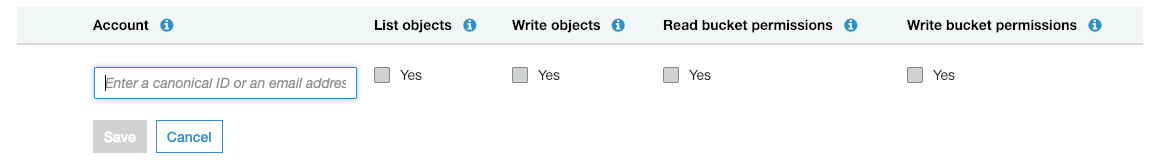 Account List objects Write objects Read bucket permissions Write bucket permissions
Enter a canonical ID or an email addres Yes Yes Yes Yes
Save Cancel